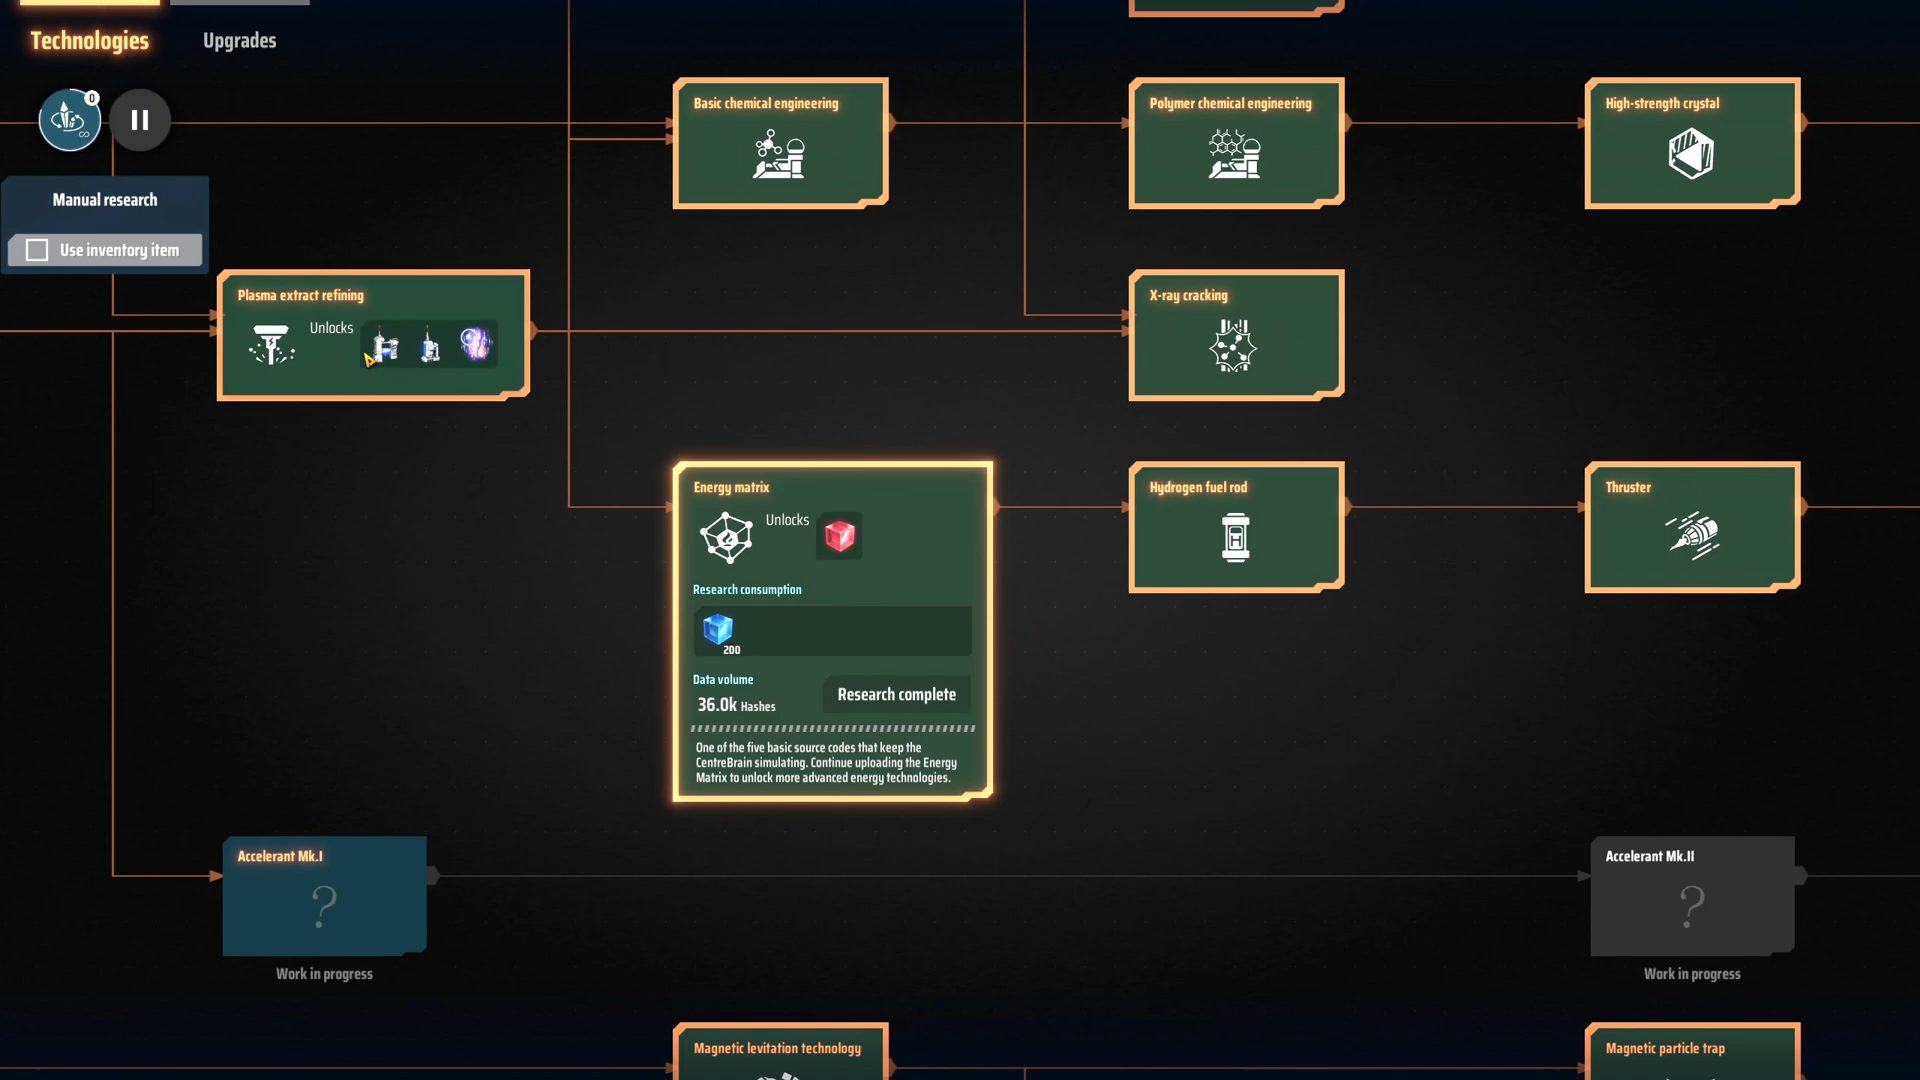 Technologies
Upgrades
0
Manual research
Use inventory item
Basic chemical engineering
Polymer chemical engineering
High-strength crystal
Plasma extract refining
Unlocks
X-ray cracking
Energy matrix
Unlocks
Research consumption
200
Data volume
36.0k Hashes
Research complete
One of the five basic source codes that keep the
CentreBrain simulating. Continue uploading the Energy
Matrix to unlock more advanced energy technologies.
Hydrogen fuel rod
H
Thruster
Accelerant Mk.I
?
Work in progress
Accelerant Mk.II
?
Work in progress
Magnetic levitation technology
Magnetic particle trap